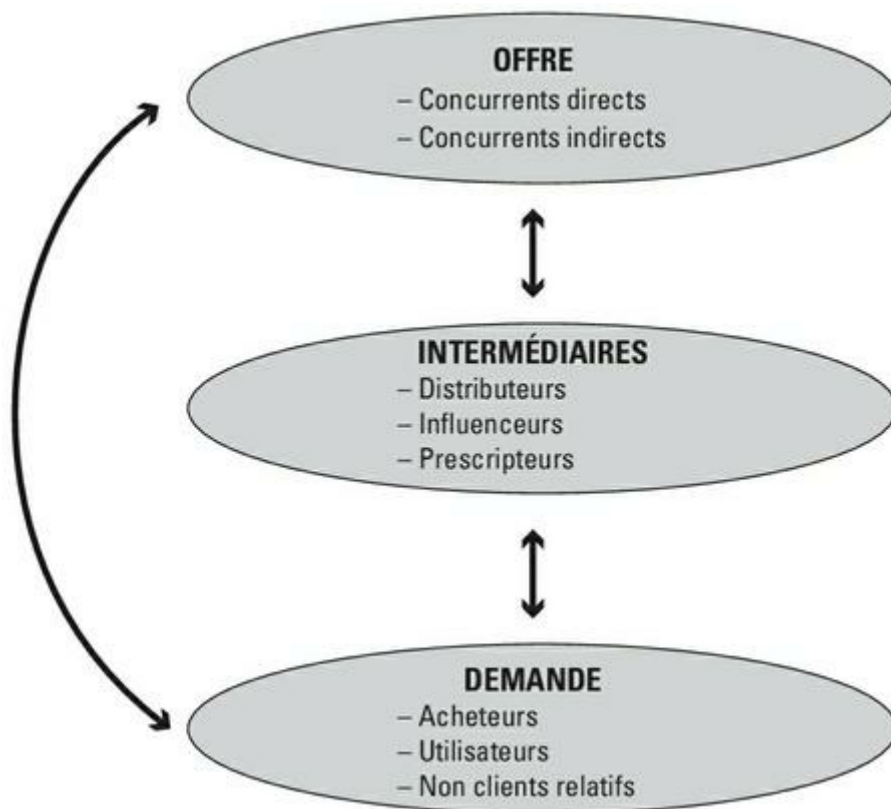 OFFRE
– Concurrents directs
– Concurrents indirects
INTERMÉDIAIRES
– Distributeurs
– Influenceurs
– Prescripteurs
DEMANDE
– Acheteurs
– Utilisateurs
– Non clients relatifs